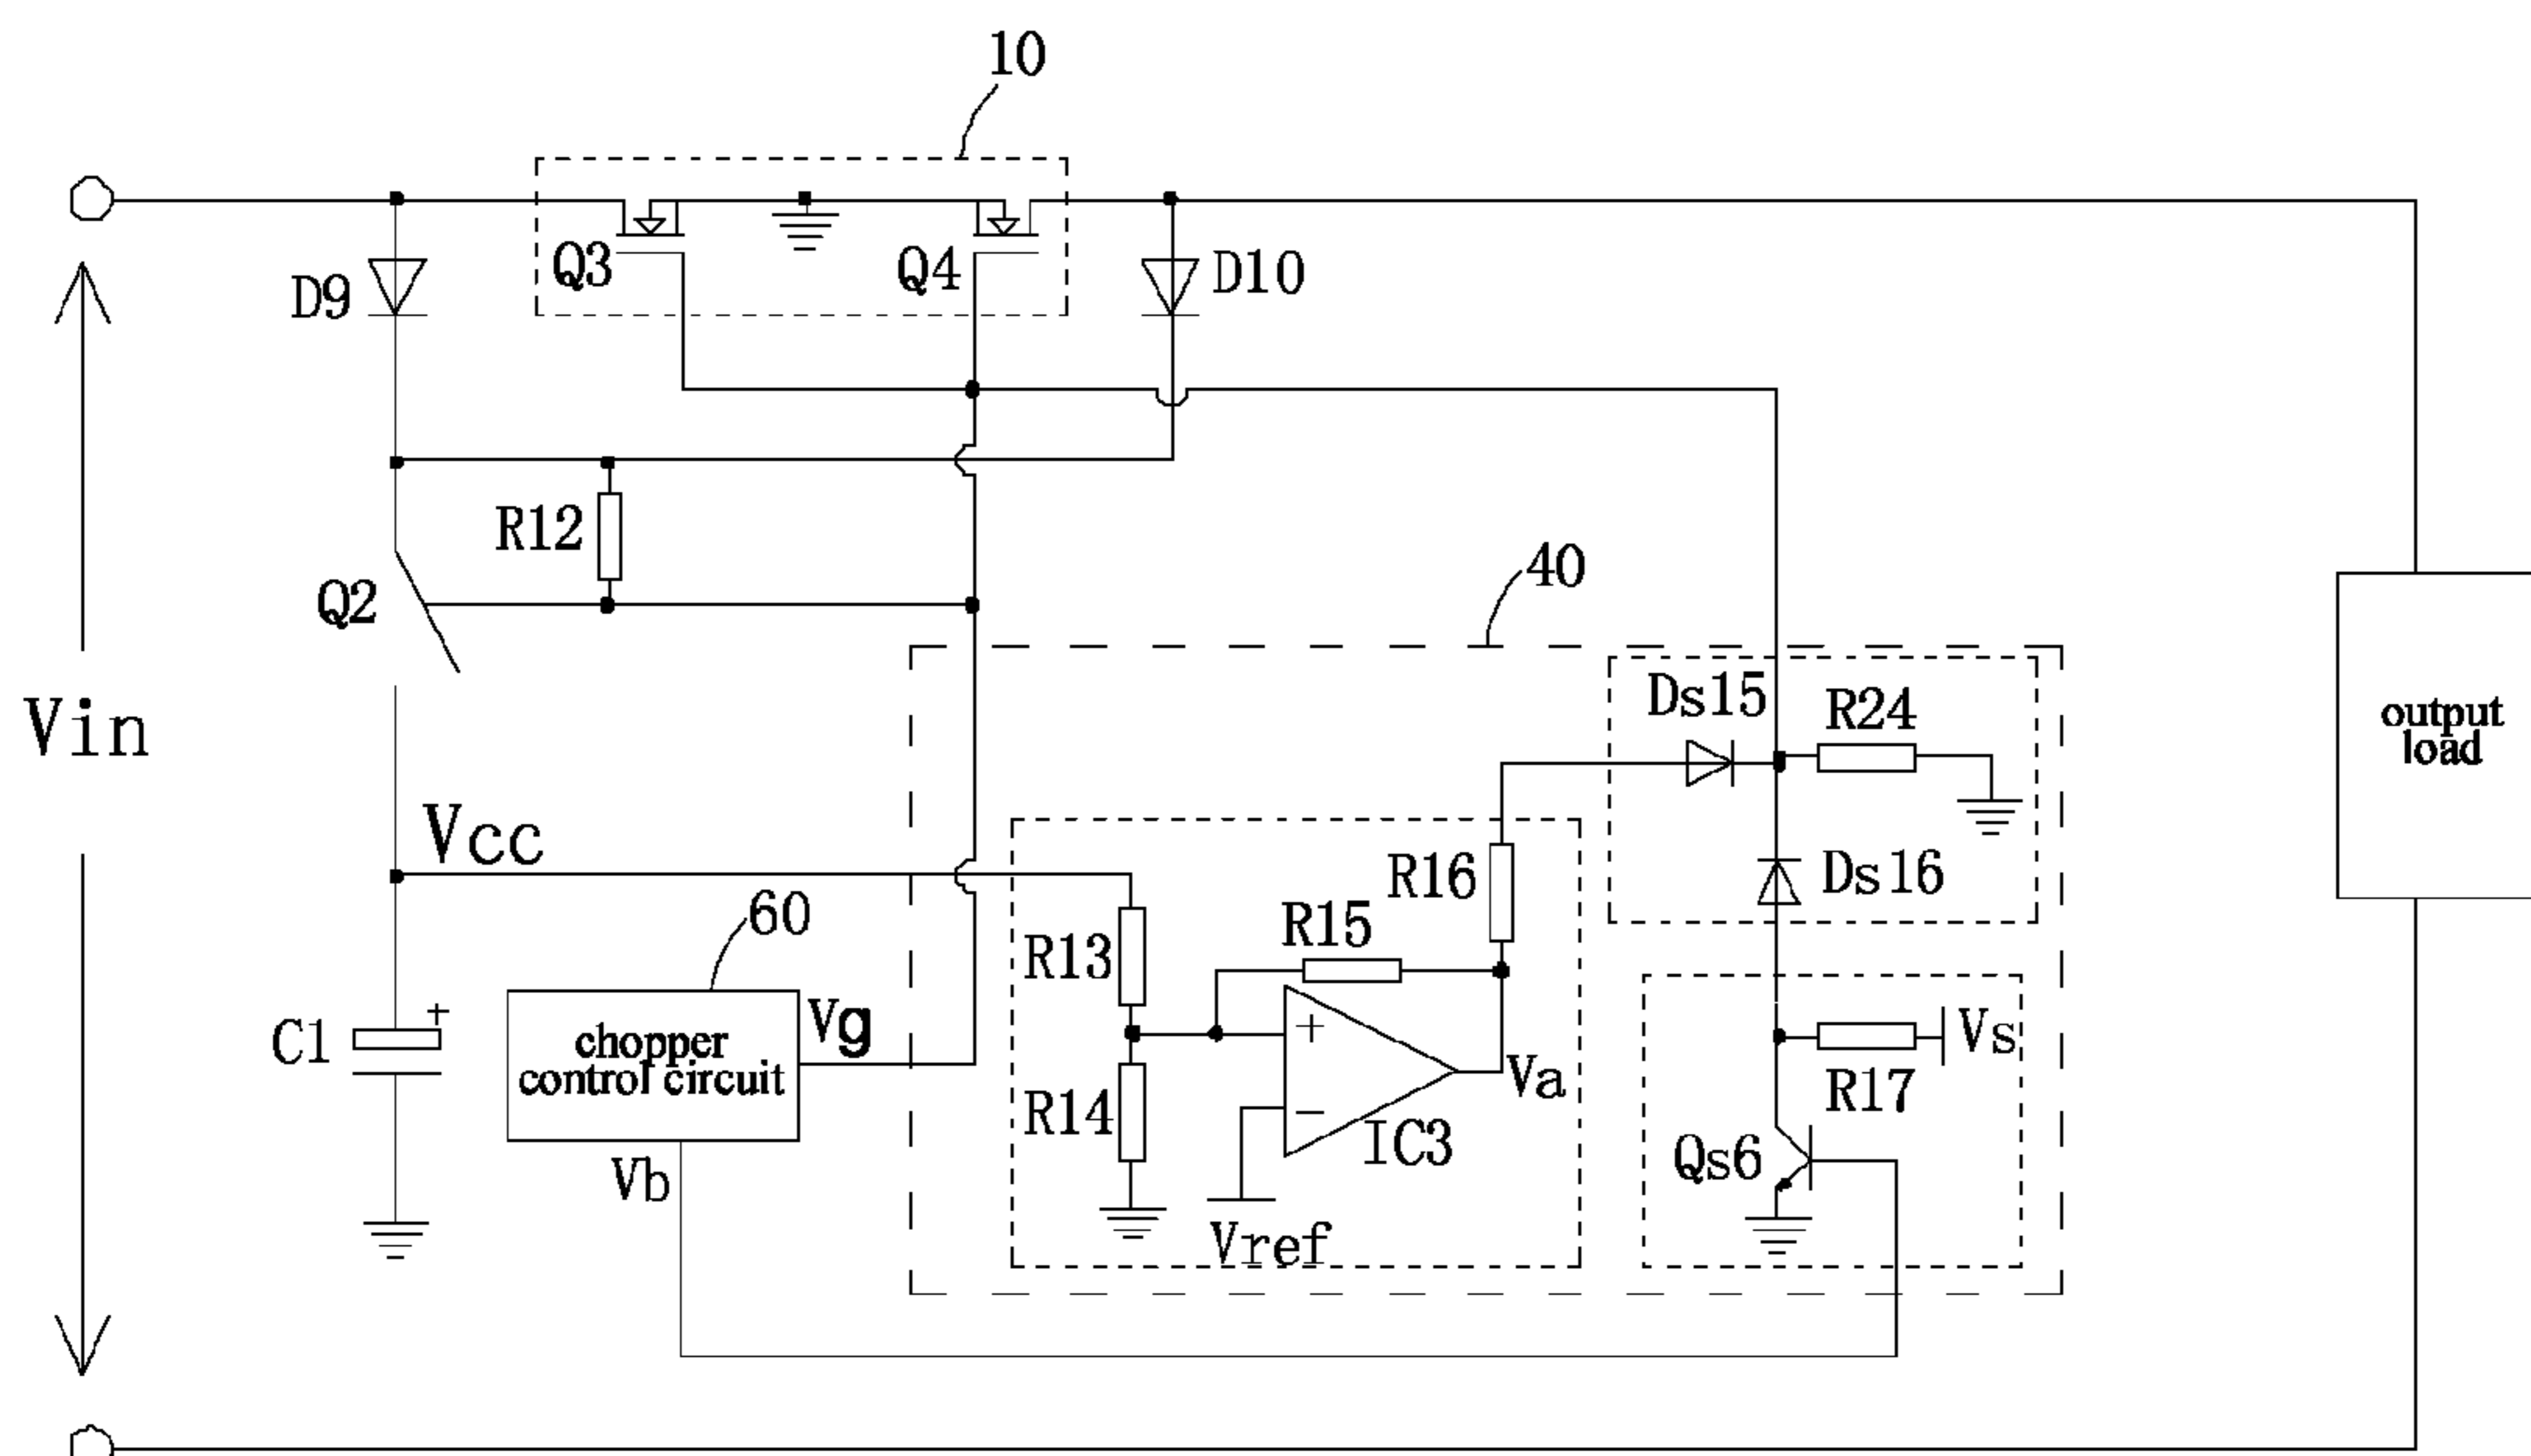 10
Q3
Q4
D9
D10
R12
40
Q2
Ds15
R24
Vin
output
load
Vcc
60
R16
Ds16
R13
R15
C1
+
chopper
control circuit
Vg
+
Vs
R14
−
Va
R17
IC3
Qs6
Vb
Vref